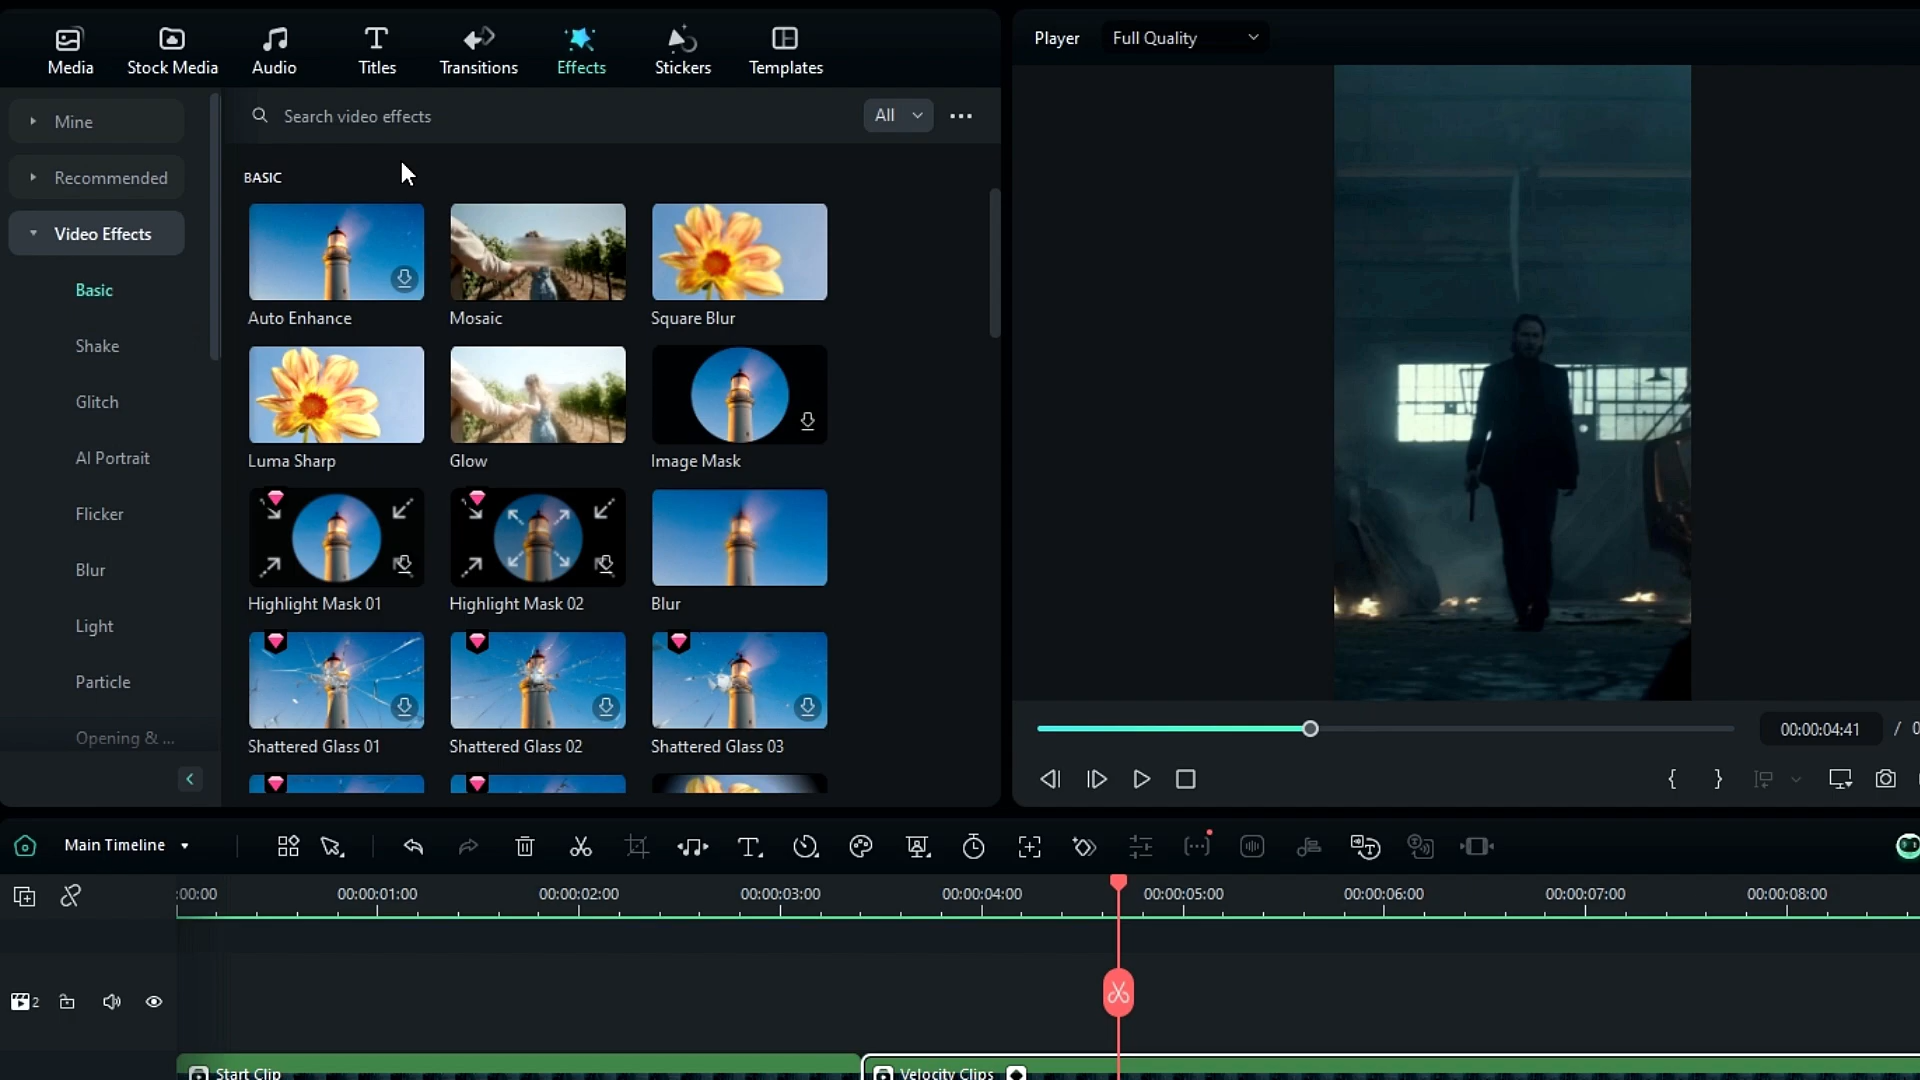 Media
Stock Media
Audio
Titles
Transitions
Effects
Stickers
Templates
Player
Full Quality
Mine
Recommended
Video Effects
Basic
Shake
Glitch
AI Portrait
Flicker
Blur
Light
Particle
Opening & ...
Search video effects
All
BASIC
Auto Enhance
Mosaic
Square Blur
Luma Sharp
Glow
Image Mask
Highlight Mask 01
Highlight Mask 02
Blur
Shattered Glass 01
Shattered Glass 02
Shattered Glass 03
00:00:04:41 / 0
Main Timeline
:00:00
00:00:01:00
00:00:02:00
00:00:03:00
00:00:04:00
00:00:05:00
00:00:06:00
00:00:07:00
00:00:08:00
2
Start Clip
Velocity Clips